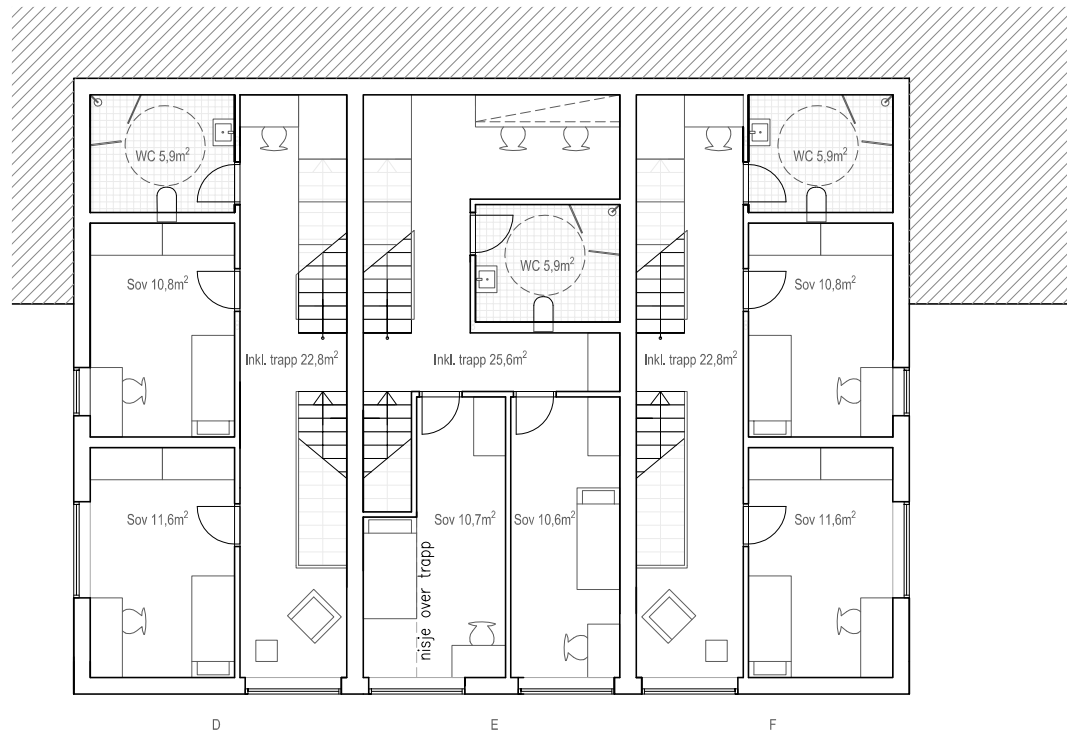 WC 5,9m²
WC 5,9m²
WC 5,9m²
Sov 10,8m²
Sov 10,8m²
Inkl. trapp 22,8m²
Inkl. trapp 25,6m²
Inkl. trapp 22,8m²
Sov 11,6m²
Sov 10,7m²
Sov 10,6m²
Sov 11,6m²
nisje over trapp
D
E
F